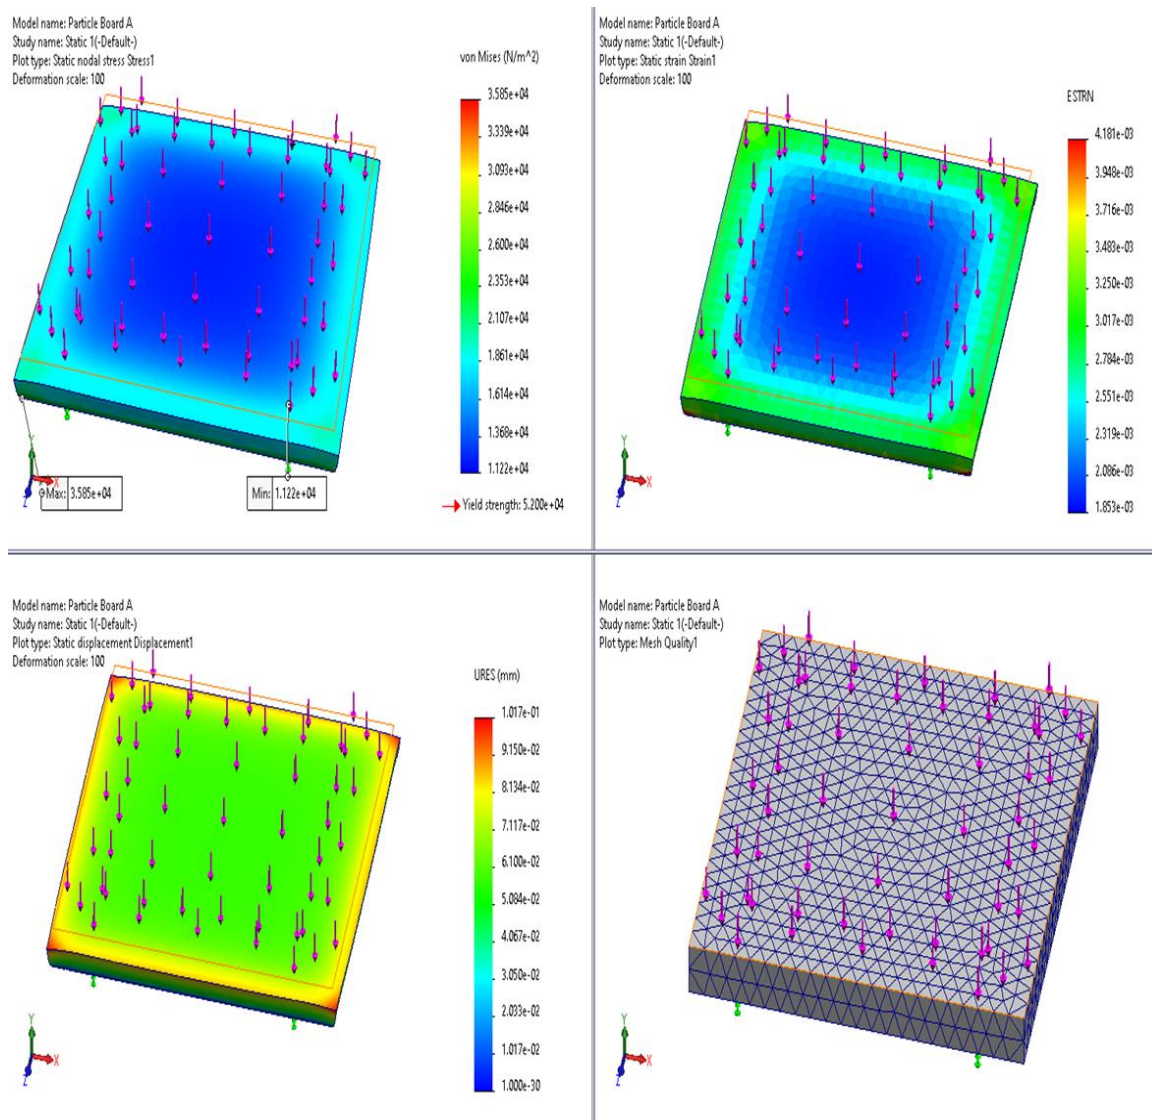 Model name: Particle Board A
Study name: Static 1(-Default-)
Plot type: Static nodal stress Stress1
Deformation scale: 100
von Mises (N/m^2)
3.585e+04
3.339e+04
3.093e+04
2.846e+04
2.600e+04
2.353e+04
2.107e+04
1.861e+04
1.614e+04
1.368e+04
1.122e+04
Yield strength: 5.200e+04
Max: 3.585e+04
Min: 1.122e+04
Y
X
Z
Model name: Particle Board A
Study name: Static 1(-Default-)
Plot type: Static strain Strain1
Deformation scale: 100
ESTRN
4.181e-03
3.948e-03
3.716e-03
3.483e-03
3.250e-03
3.017e-03
2.784e-03
2.551e-03
2.319e-03
2.086e-03
1.853e-03
Y
X
Z
Model name: Particle Board A
Study name: Static 1(-Default-)
Plot type: Static displacement Displacement1
Deformation scale: 100
URES (mm)
1.017e-01
9.150e-02
8.134e-02
7.117e-02
6.100e-02
5.084e-02
4.067e-02
3.050e-02
2.033e-02
1.017e-02
1.000e-30
Y
X
Z
Model name: Particle Board A
Study name: Static 1(-Default-)
Plot type: Mesh Quality1
Y
X
Z